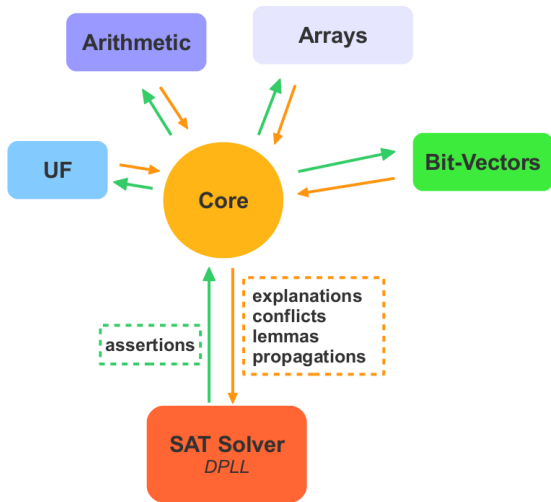 Arithmetic
Arrays
UF
Core
Bit-Vectors
assertions
explanations
conflicts
lemmas
propagations
SAT Solver
DPLL